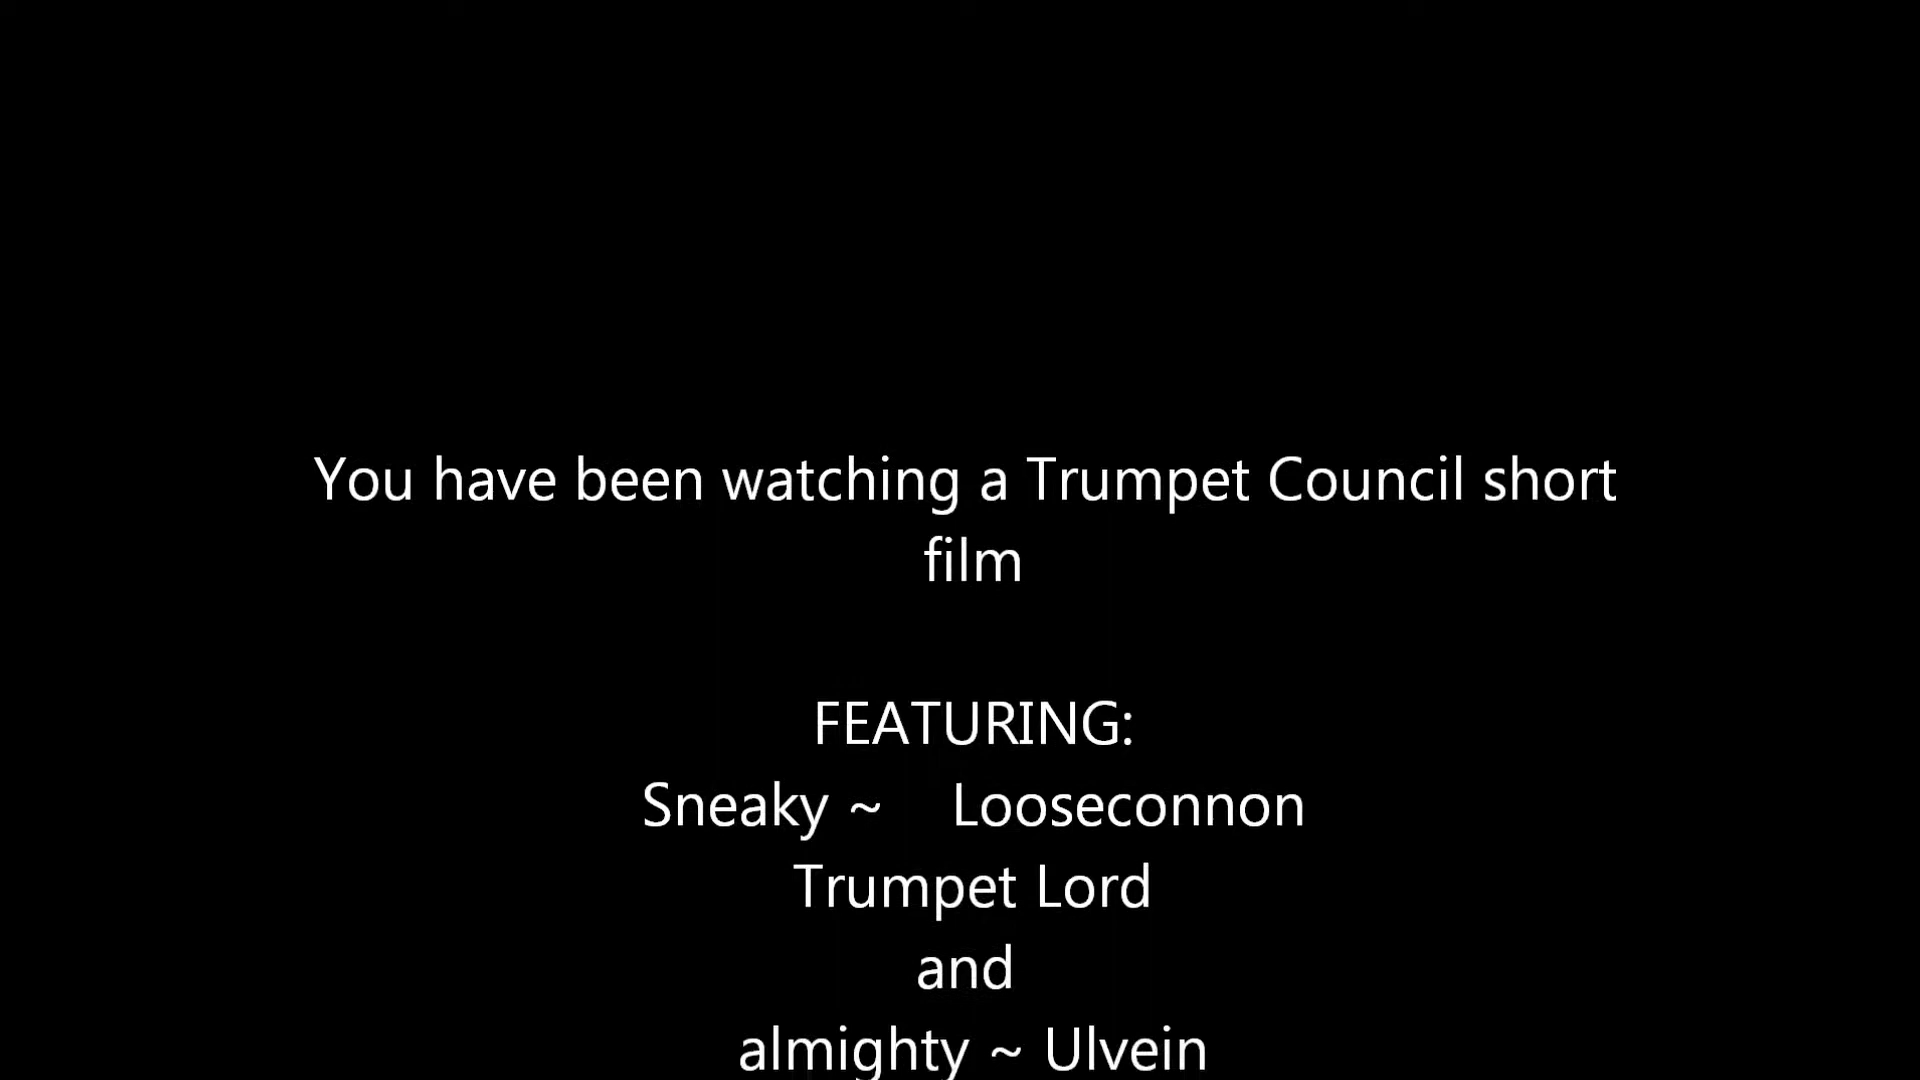 You have been watching a Trumpet Council short
film
FEATURING:
Sneaky ~    Looseconnon
Trumpet Lord
and
almighty ~ Ulvein